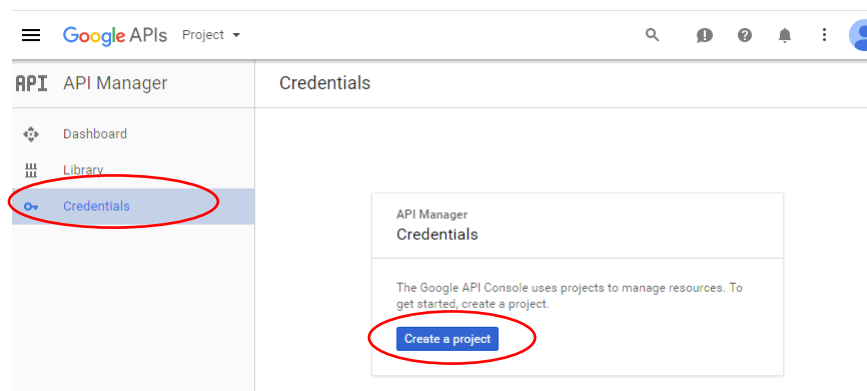 Google APIs Project
API API Manager
Credentials
Dashboard
Library
Credentials
API Manager
Credentials
The Google API Console uses projects to manage resources. To
get started, create a project.
Create a project